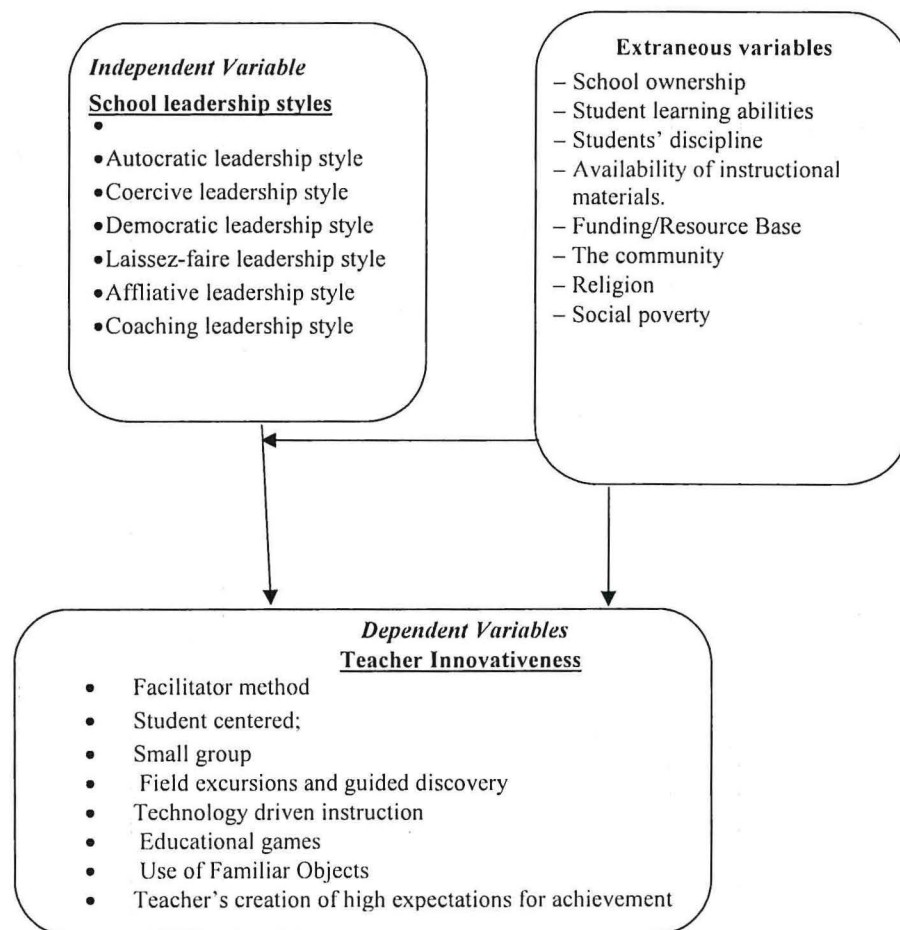 Independent Variable
School leadership styles
•
•Autocratic leadership style
•Coercive leadership style
•Democratic leadership style
•Laissez-faire leadership style
•Affliative leadership style
•Coaching leadership style
Extraneous variables
– School ownership
– Student learning abilities
– Students’ discipline
– Availability of instructional
materials.
– Funding/Resource Base
– The community
– Religion
– Social poverty
Dependent Variables
Teacher Innovativeness
• Facilitator method
• Student centered;
• Small group
• Field excursions and guided discovery
• Technology driven instruction
• Educational games
• Use of Familiar Objects
• Teacher’s creation of high expectations for achievement